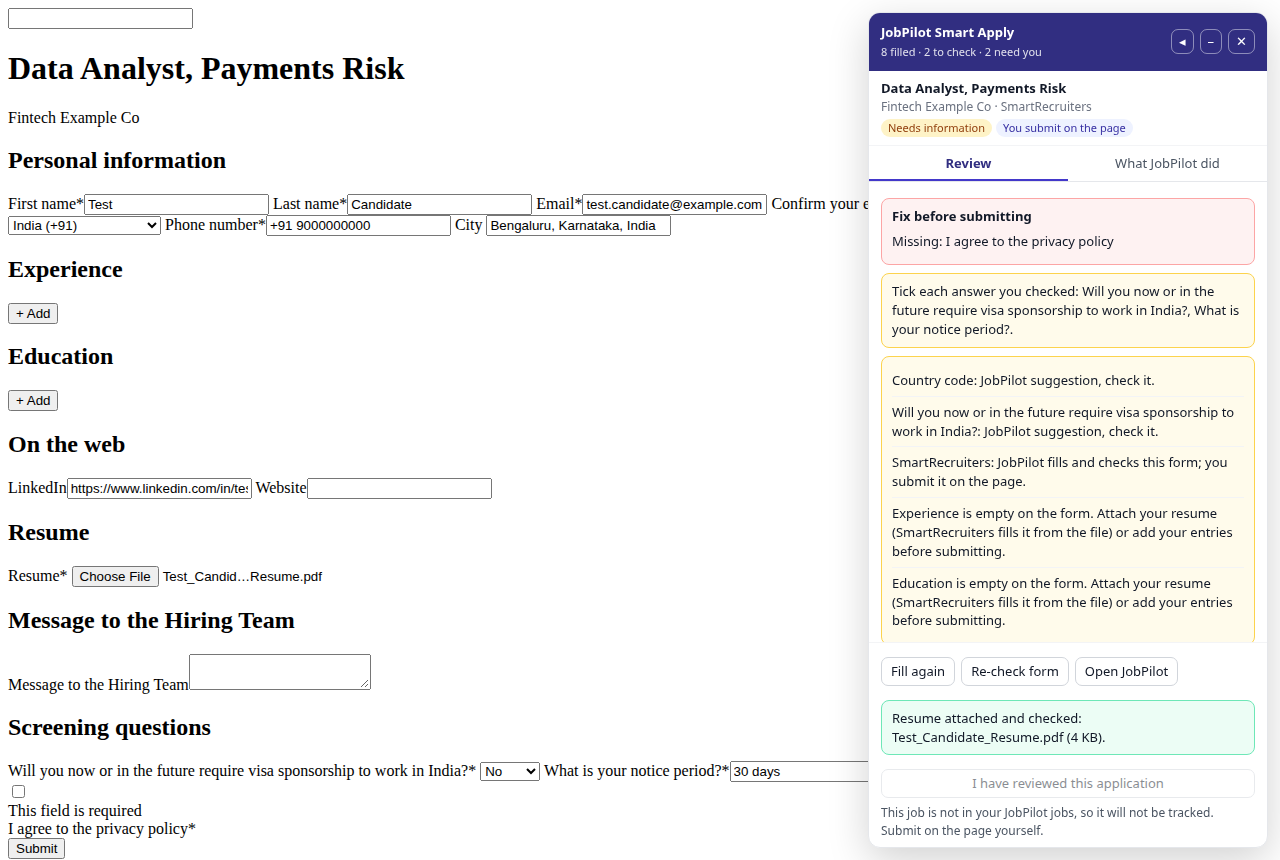 Data Analyst, Payments Risk
Fintech Example Co
Personal information
First name* Test Last name* Candidate Email* test.candidate@example.com Confirm your e
India (+91) Phone number* +91 9000000000 City Bengaluru, Karnataka, India
Experience
+ Add
Education
+ Add
On the web
LinkedIn https://www.linkedin.com/in/tes Website
Resume
Resume* Choose File Test_Candid…Resume.pdf
Message to the Hiring Team
Message to the Hiring Team
Screening questions
Will you now or in the future require visa sponsorship to work in India?* No What is your notice period?* 30 days
This field is required
I agree to the privacy policy*
Submit
JobPilot Smart Apply
8 filled · 2 to check · 2 need you
Data Analyst, Payments Risk
Fintech Example Co · SmartRecruiters
Needs information You submit on the page
Review What JobPilot did
Fix before submitting
Missing: I agree to the privacy policy
Tick each answer you checked: Will you now or in the
future require visa sponsorship to work in India?, What is
your notice period?.
Country code: JobPilot suggestion, check it.
Will you now or in the future require visa sponsorship to
work in India?: JobPilot suggestion, check it.
SmartRecruiters: JobPilot fills and checks this form; you
submit it on the page.
Experience is empty on the form. Attach your resume
(SmartRecruiters fills it from the file) or add your entries
before submitting.
Education is empty on the form. Attach your resume
(SmartRecruiters fills it from the file) or add your entries
before submitting.
Fill again Re-check form Open JobPilot
Resume attached and checked:
Test_Candidate_Resume.pdf (4 KB).
I have reviewed this application
This job is not in your JobPilot jobs, so it will not be tracked.
Submit on the page yourself.